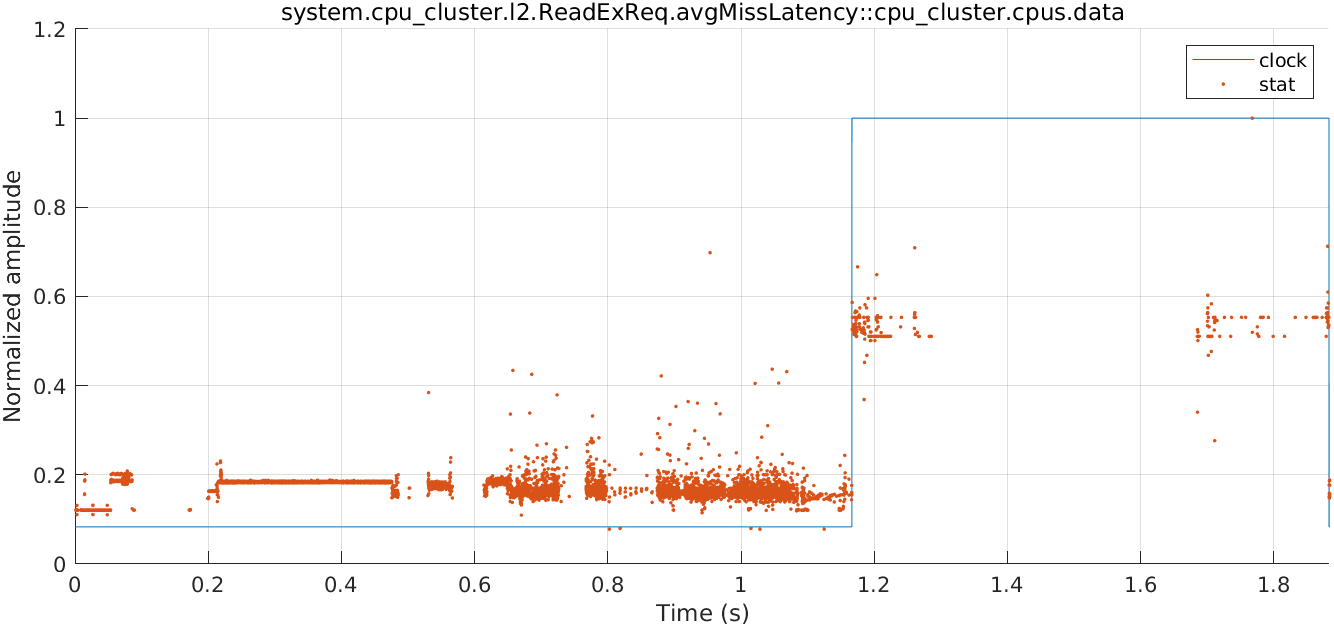 system.cpu_cluster.l2.ReadExReq.avgMissLatency::cpu_cluster.cpus.data
clock
stat
Normalized amplitude
1.2
1
0.8
0.6
0.4
0.2
0
0 0.2 0.4 0.6 0.8 1 1.2 1.4 1.6 1.8
Time (s)